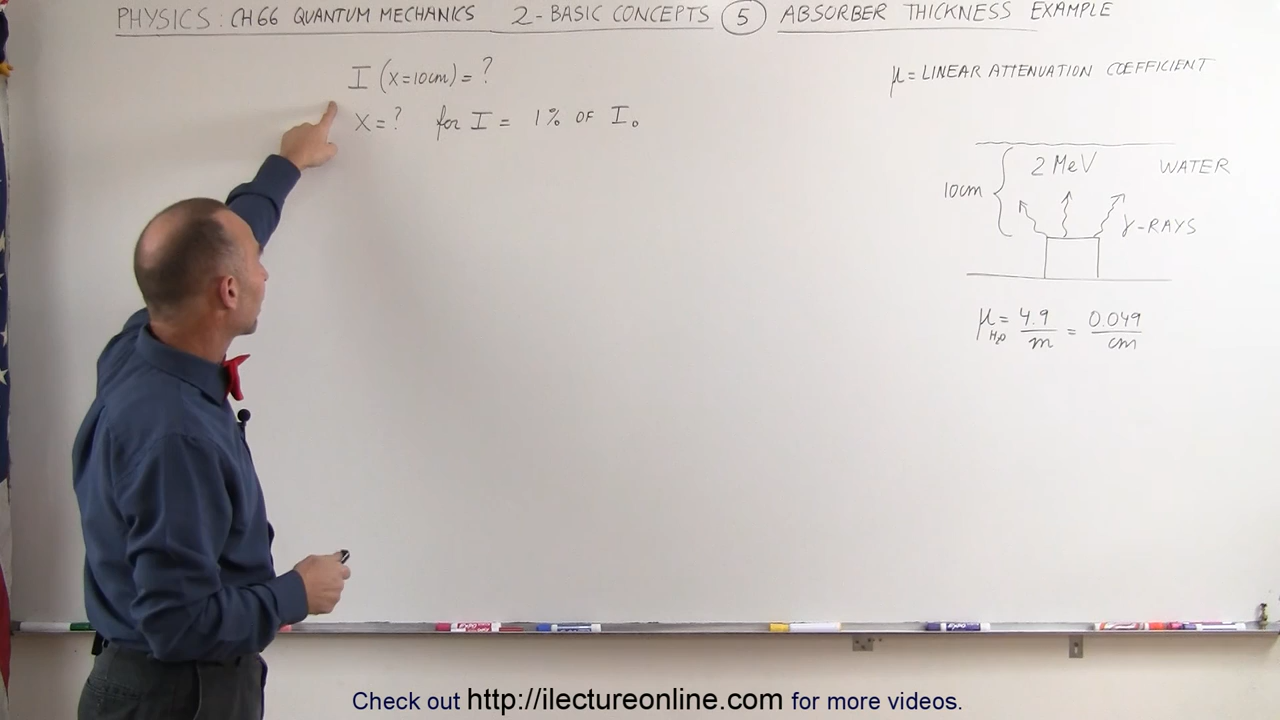 PHYSICS: CH 66 QUANTUM MECHANICS 2-BASIC CONCEPTS 5 ABSORBER THICKNESS EXAMPLE
I (x=10cm) = ?
X = ? for I = 1% OF I₀
μ = LINEAR ATTENUATION COEFFICIENT
10cm 2 MeV WATER
γ-RAYS
μ H₂O = 4.9/m = 0.049/cm
Check out http://ilectureonline.com for more videos.